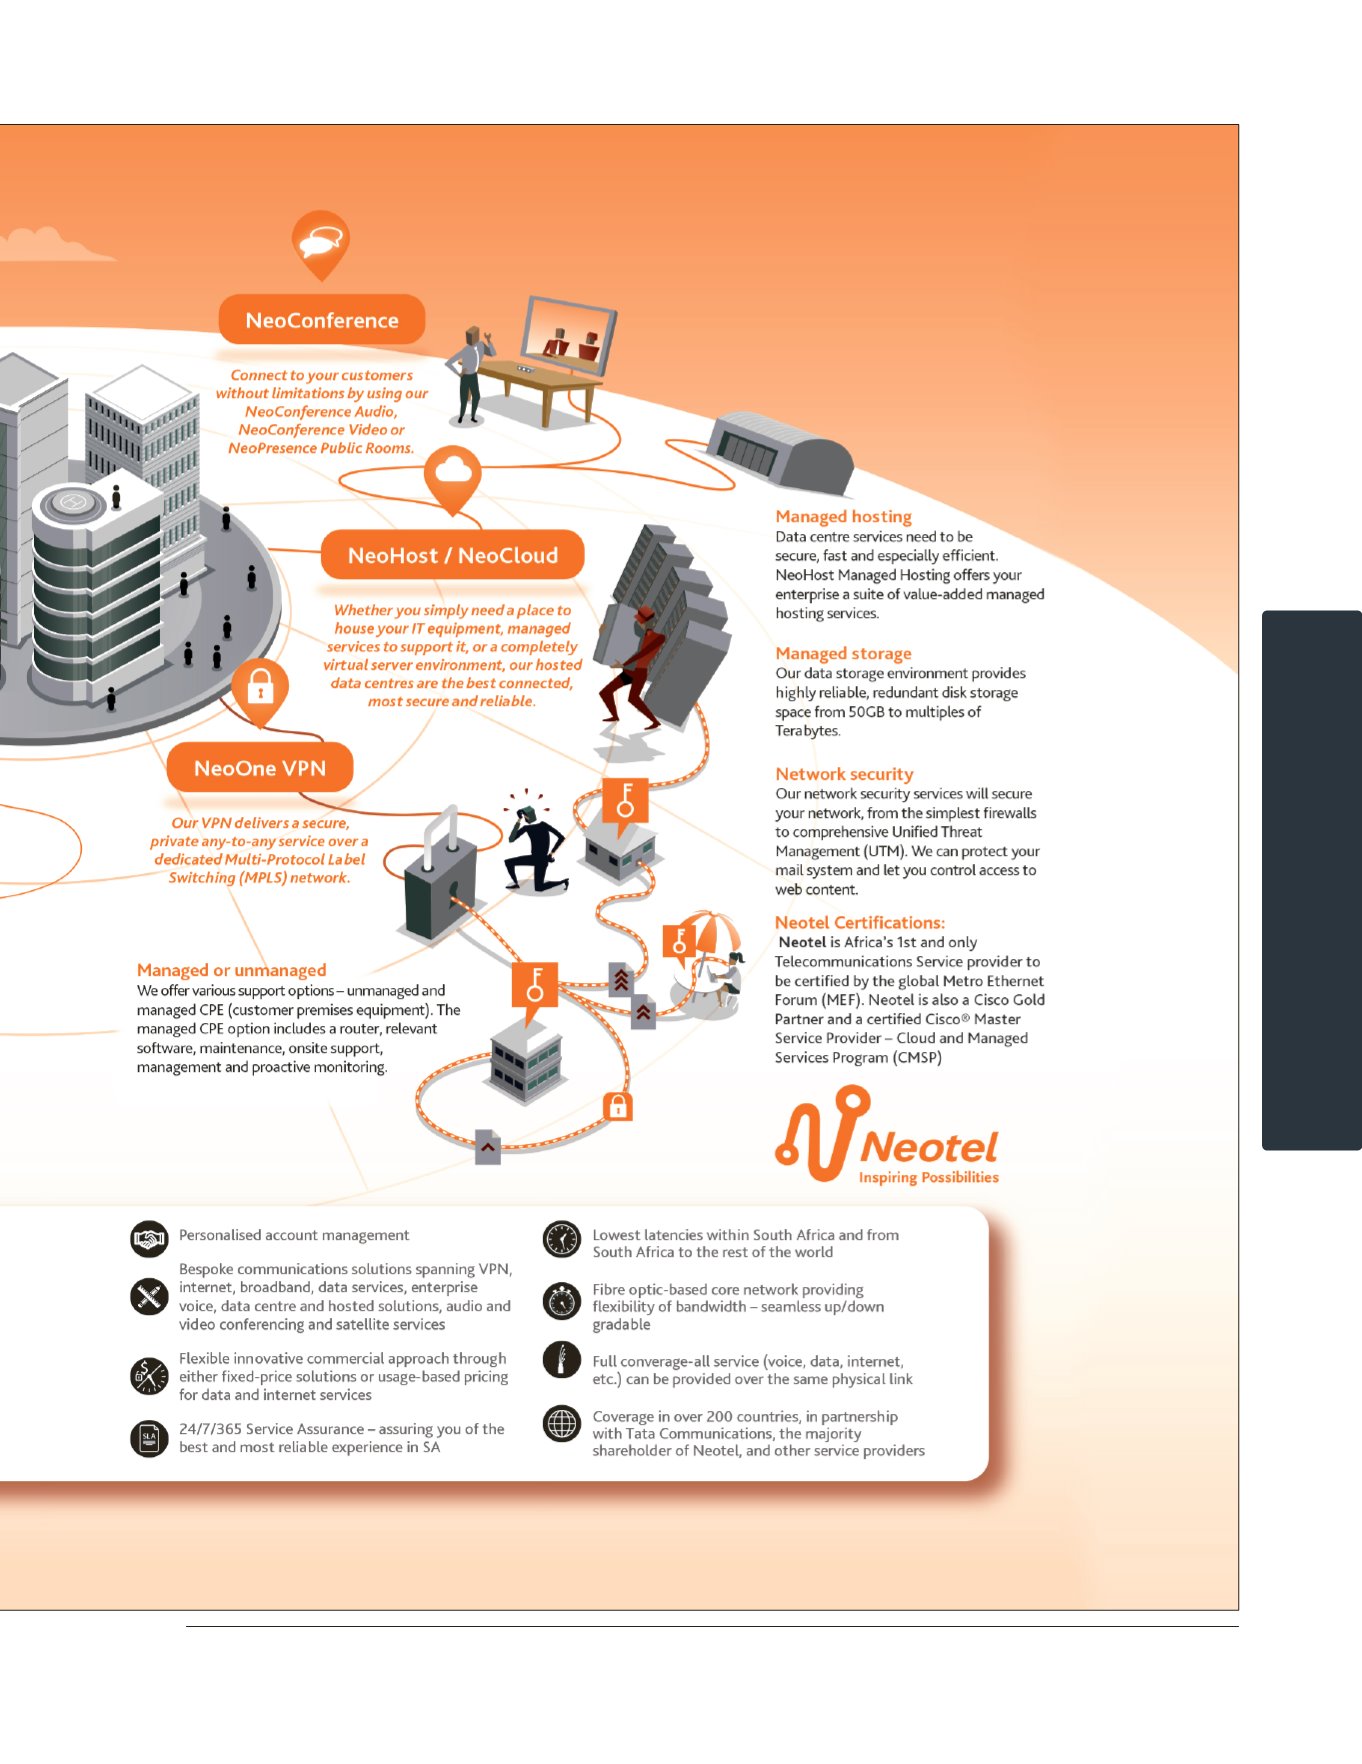 NeoConference
Connect to your customers
without limitations by using our
NeoConference Audio,
NeoConference Video or
NeoPresence Public Rooms.
NeoHost / NeoCloud
Whether you simply need a place to
house your IT equipment, managed
services to support it, or a completely
virtual server environment, our hosted
data centres are the best connected,
most secure and reliable.
NeoOne VPN
Our VPN delivers a secure,
private any-to-any service over a
dedicated Multi-Protocol Label
Switching (MPLS) network.
Managed or unmanaged
We offer various support options – unmanaged and
managed CPE (customer premises equipment). The
managed CPE option includes a router, relevant
software, maintenance, onsite support,
management and proactive monitoring.
Managed hosting
Data centre services need to be
secure, fast and especially efficient.
NeoHost Managed Hosting offers your
enterprise a suite of value-added managed
hosting services.
Managed storage
Our data storage environment provides
highly reliable, redundant disk storage
space from 50GB to multiples of
Terabytes.
Network security
Our network security services will secure
your network, from the simplest firewalls
to comprehensive Unified Threat
Management (UTM). We can protect your
mail system and let you control access to
web content.
Neotel Certifications:
Neotel is Africa's 1st and only
Telecommunications Service provider to
be certified by the global Metro Ethernet
Forum (MEF). Neotel is also a Cisco Gold
Partner and a certified Cisco® Master
Service Provider – Cloud and Managed
Services Program (CMSP)
Neotel
Inspiring Possibilities
Personalised account management
Bespoke communications solutions spanning VPN,
internet, broadband, data services, enterprise
voice, data centre and hosted solutions, audio and
video conferencing and satellite services
Flexible innovative commercial approach through
either fixed-price solutions or usage-based pricing
for data and internet services
SLA
24/7/365 Service Assurance – assuring you of the
best and most reliable experience in SA
Lowest latencies within South Africa and from
South Africa to the rest of the world
Fibre optic-based core network providing
flexibility of bandwidth – seamless up/down
gradable
Full converage-all service (voice, data, internet,
etc.) can be provided over the same physical link
Coverage in over 200 countries, in partnership
with Tata Communications, the majority
shareholder of Neotel, and other service providers